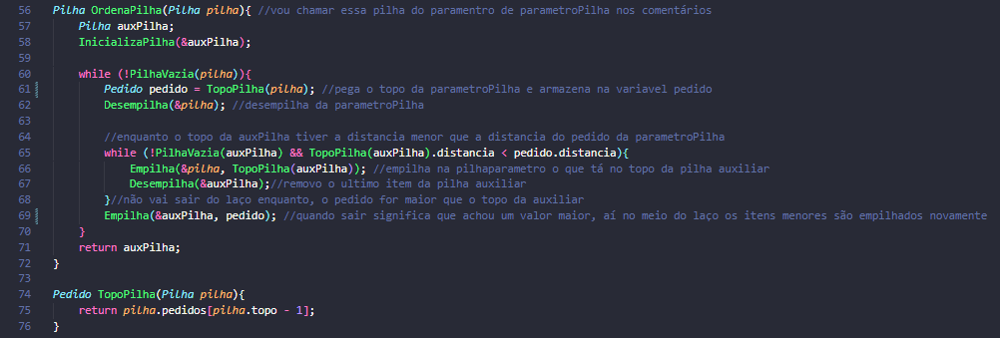 56 Pilha OrdenaPilha(Pilha pilha){ //vou chamar essa pilha do paramentro de parametroPilha nos comentários
57 Pilha auxPilha;
58 InicializaPilha(&auxPilha);
59
60 while (!PilhaVazia(pilha)){
61 Pedido pedido = TopoPilha(pilha); //pega o topo da parametroPilha e armazena na variavel pedido
62 Desempilha(&pilha); //desempilha da parametroPilha
63
64 //enquanto o topo da auxPilha tiver a distancia menor que a distancia do pedido da parametroPilha
65 while (!PilhaVazia(auxPilha) && TopoPilha(auxPilha).distancia < pedido.distancia){
66 Empilha(&pilha, TopoPilha(auxPilha)); //empilha na pilhaparametro o que tá no topo da pilha auxiliar
67 Desempilha(&auxPilha);//removo o ultimo item da pilha auxiliar
68 }//não vai sair do laço enquanto, o pedido for maior que o topo da auxiliar
69 Empilha(&auxPilha, pedido); //quando sair significa que achou um valor maior, aí no meio do laço os itens menores são empilhados novamente
70 }
71 return auxPilha;
72 }
73
74 Pedido TopoPilha(Pilha pilha){
75 return pilha.pedidos[pilha.topo - 1];
76 }